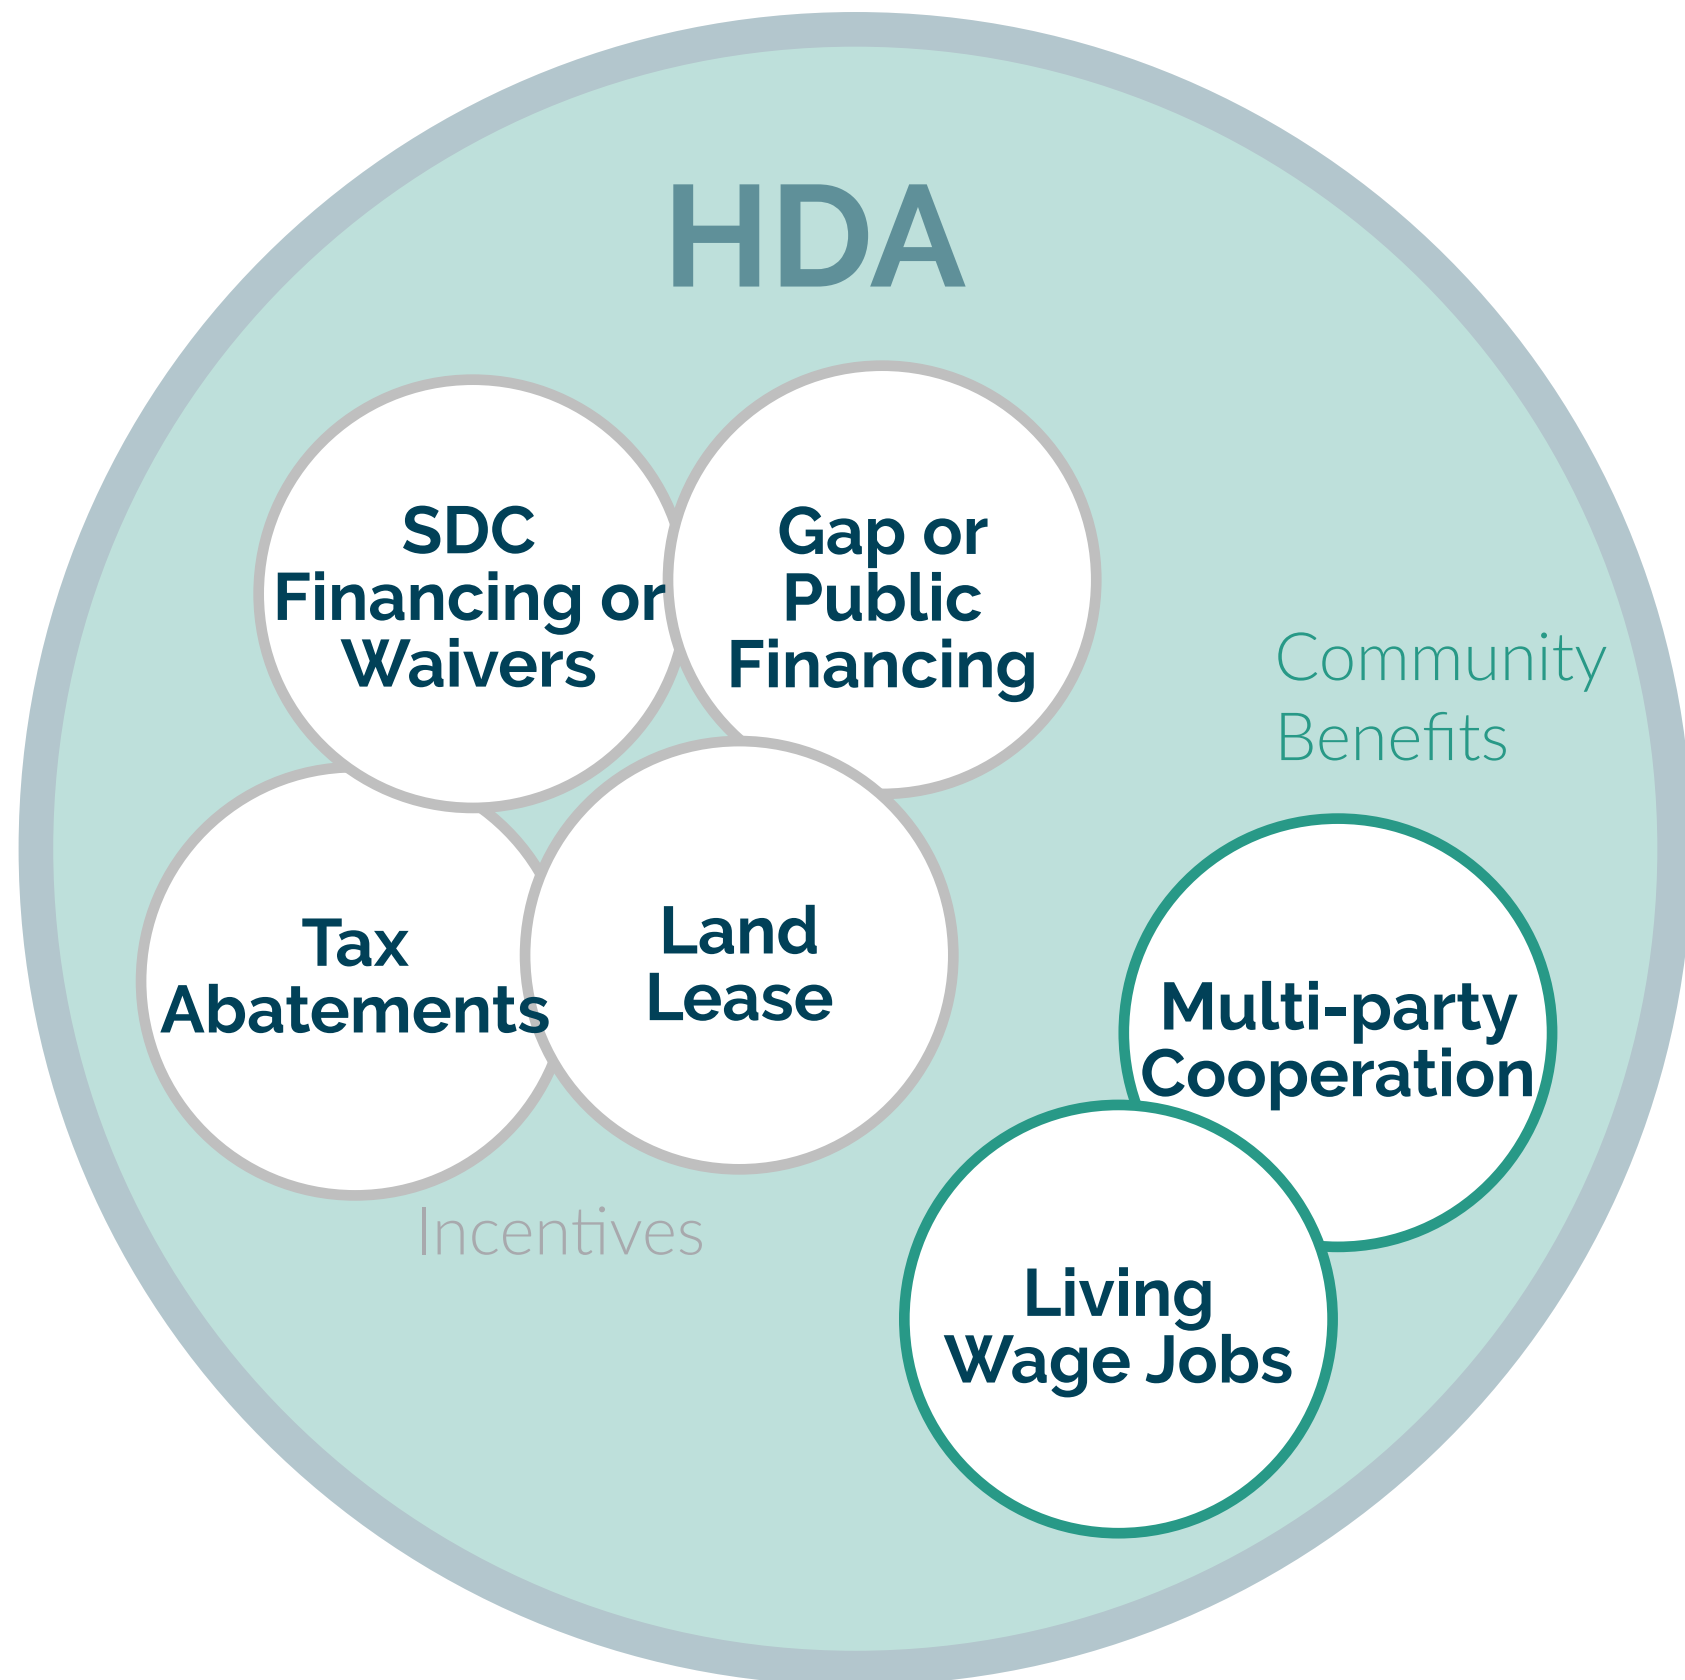 HDA
SDC
Financing or
Waivers
Gap or
Public
Financing
Tax
Abatements
Land
Lease
Incentives
Community
Benefits
Multi-party
Cooperation
Living
Wage Jobs